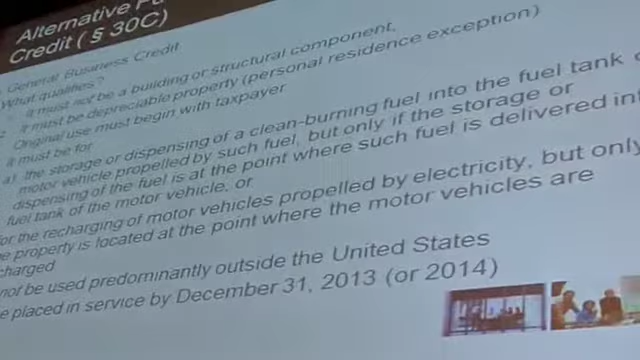 Alternative Fu
Credit (§ 30C)
General Business Credit
What qualifies?
It must not be a building or structural component,
It must be depreciable property (personal residence exception)
Original use must begin with taxpayer
It must be for
a) the storage or dispensing of a clean-burning fuel into the fuel tank
motor vehicle propelled by such fuel, but only if the storage or
dispensing of the fuel is at the point where such fuel is delivered int
fuel tank of the motor vehicle, or
for the recharging of motor vehicles propelled by electricity, but only
e property is located at the point where the motor vehicles are
charged
not be used predominantly outside the United States
e placed in service by December 31, 2013 (or 2014)